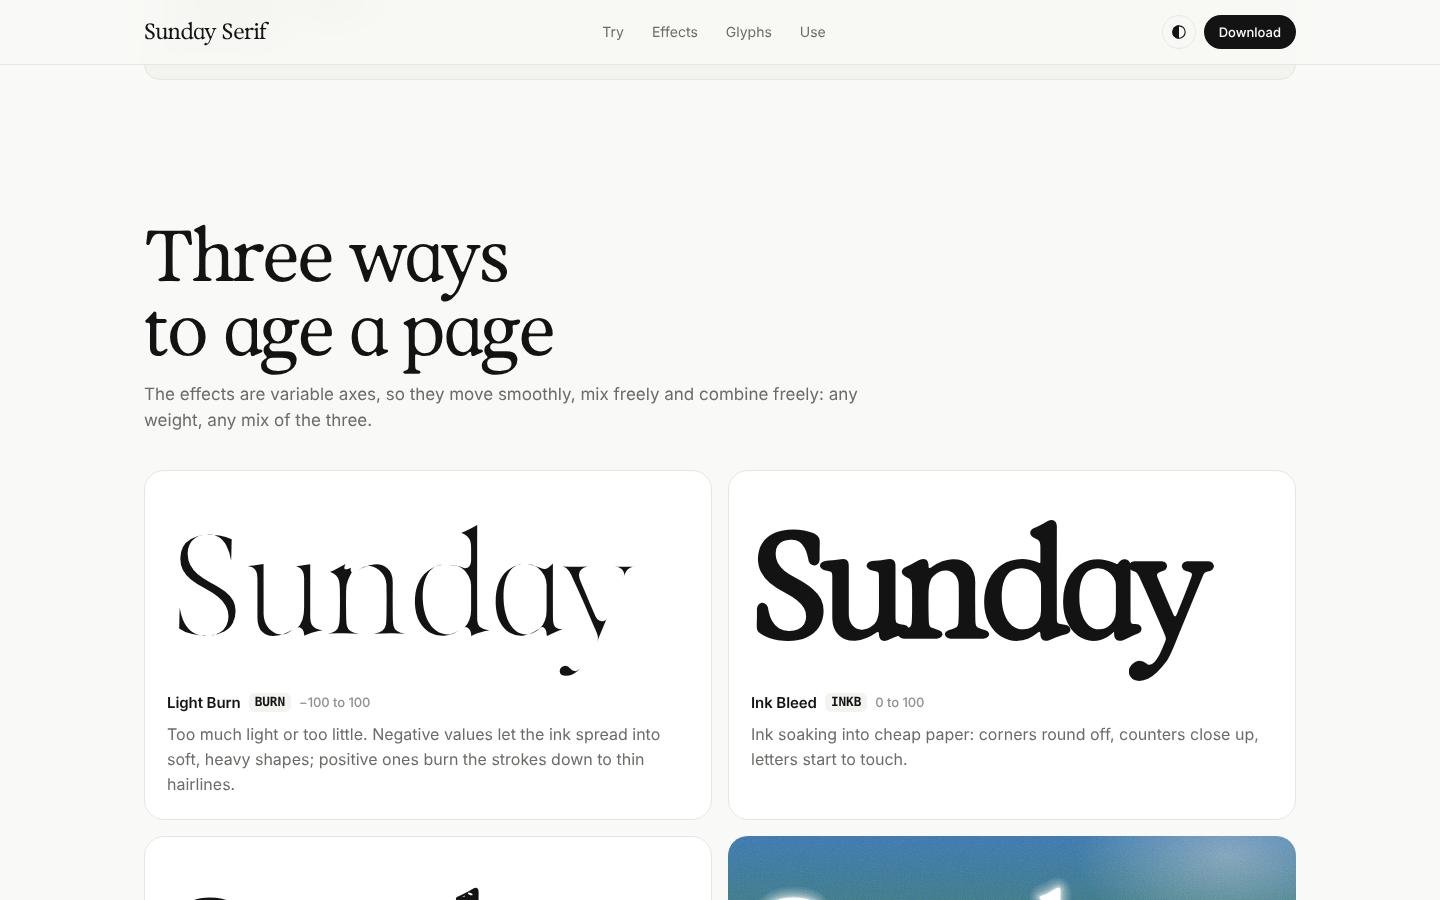 Sunday Serif
Try
Effects
Glyphs
Use
Download
Three ways
to age a page
The effects are variable axes, so they move smoothly, mix freely and combine freely: any
weight, any mix of the three.
Sunday
Light Burn BURN −100 to 100
Too much light or too little. Negative values let the ink spread into
soft, heavy shapes; positive ones burn the strokes down to thin
hairlines.
Sunday
Ink Bleed INKB 0 to 100
Ink soaking into cheap paper: corners round off, counters close up,
letters start to touch.